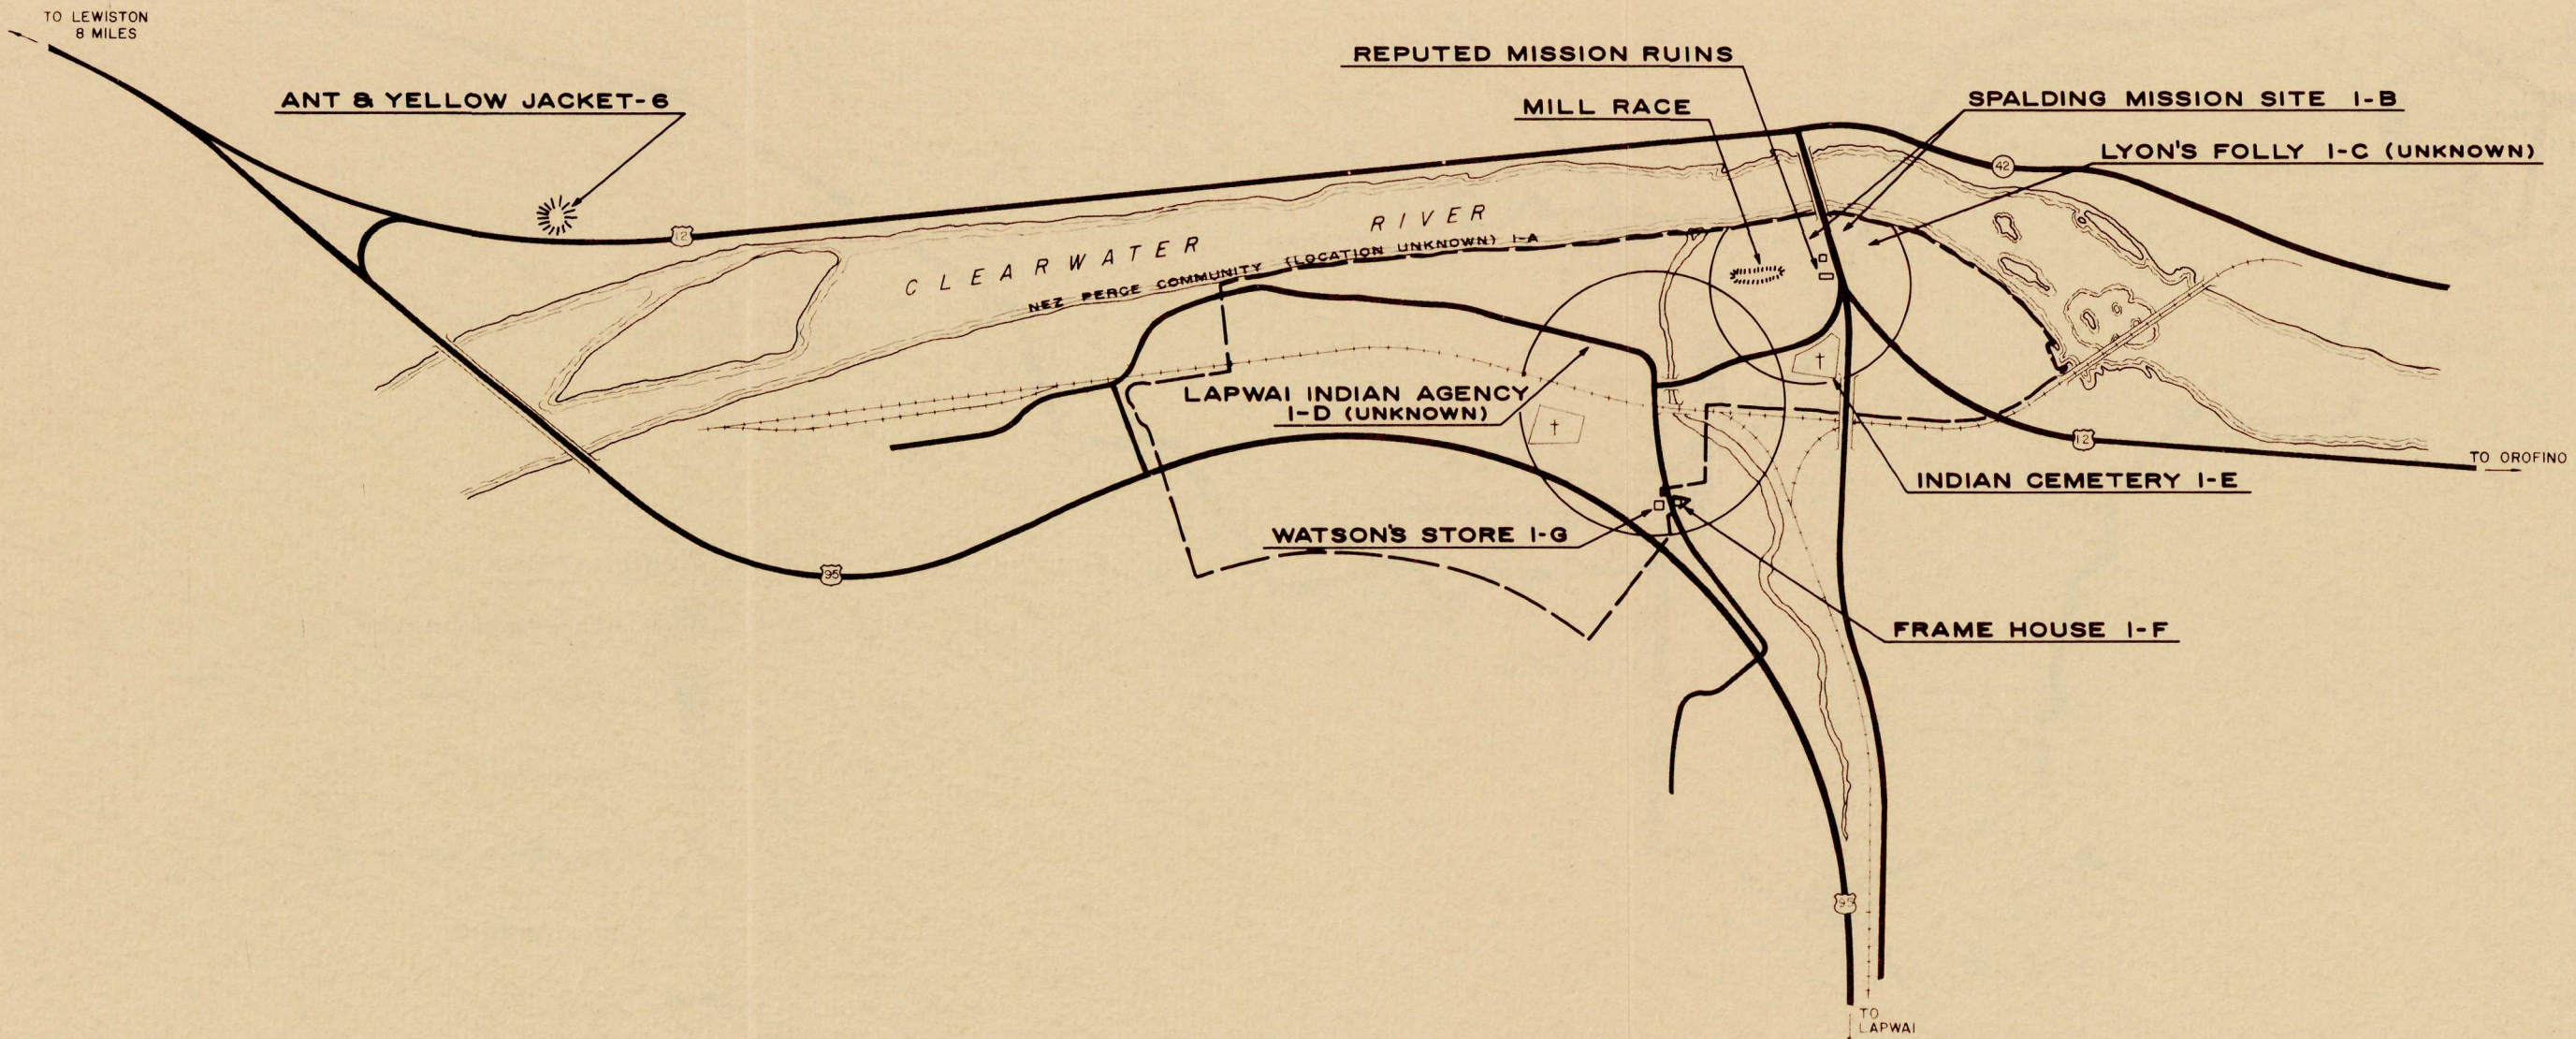 TO LEWISTON
8 MILES
REPUTED MISSION RUINS
ANT & YELLOW JACKET-6
MILL RACE
SPALDING MISSION SITE 1-B
LYON'S FOLLY 1-C (UNKNOWN)
42
12
CLEARWATER RIVER
NEZ PERCE COMMUNITY (LOCATION UNKNOWN) 1-A
LAPWAI INDIAN AGENCY
1-D (UNKNOWN)
12
TO OROFINO
INDIAN CEMETERY 1-E
WATSON'S STORE 1-G
95
FRAME HOUSE 1-F
95
TO
LAPWAI